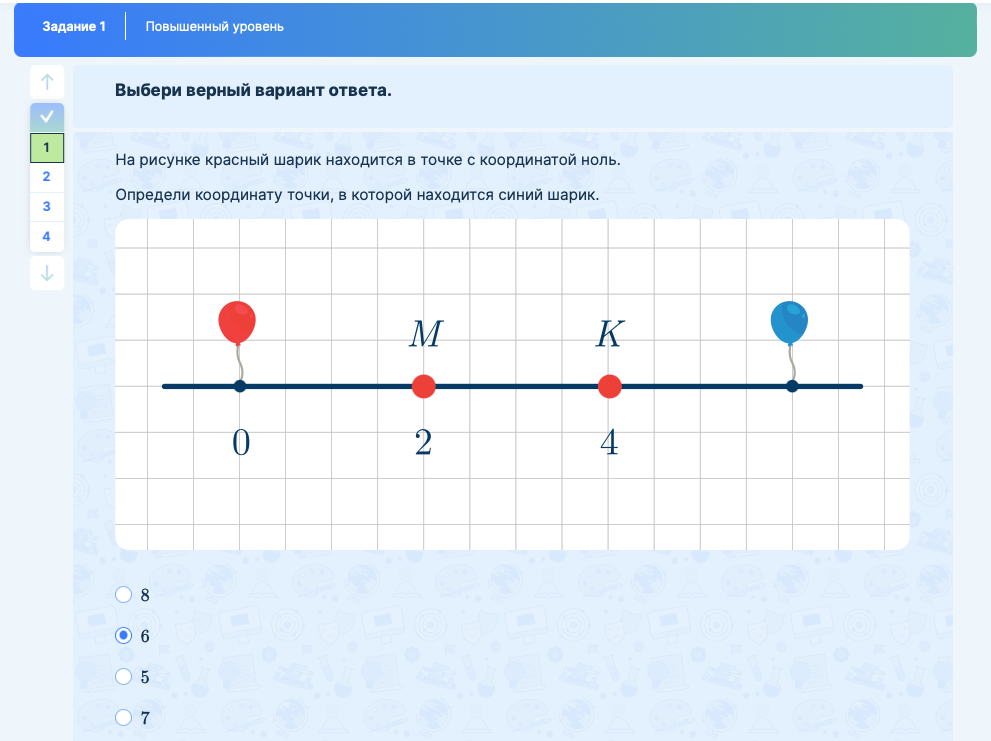 Задание 1 Повышенный уровень
Выбери верный вариант ответа.
1
2
3
4
На рисунке красный шарик находится в точке с координатой ноль.
Определи координату точки, в которой находится синий шарик.
M K
0 2 4
8
6
5
7